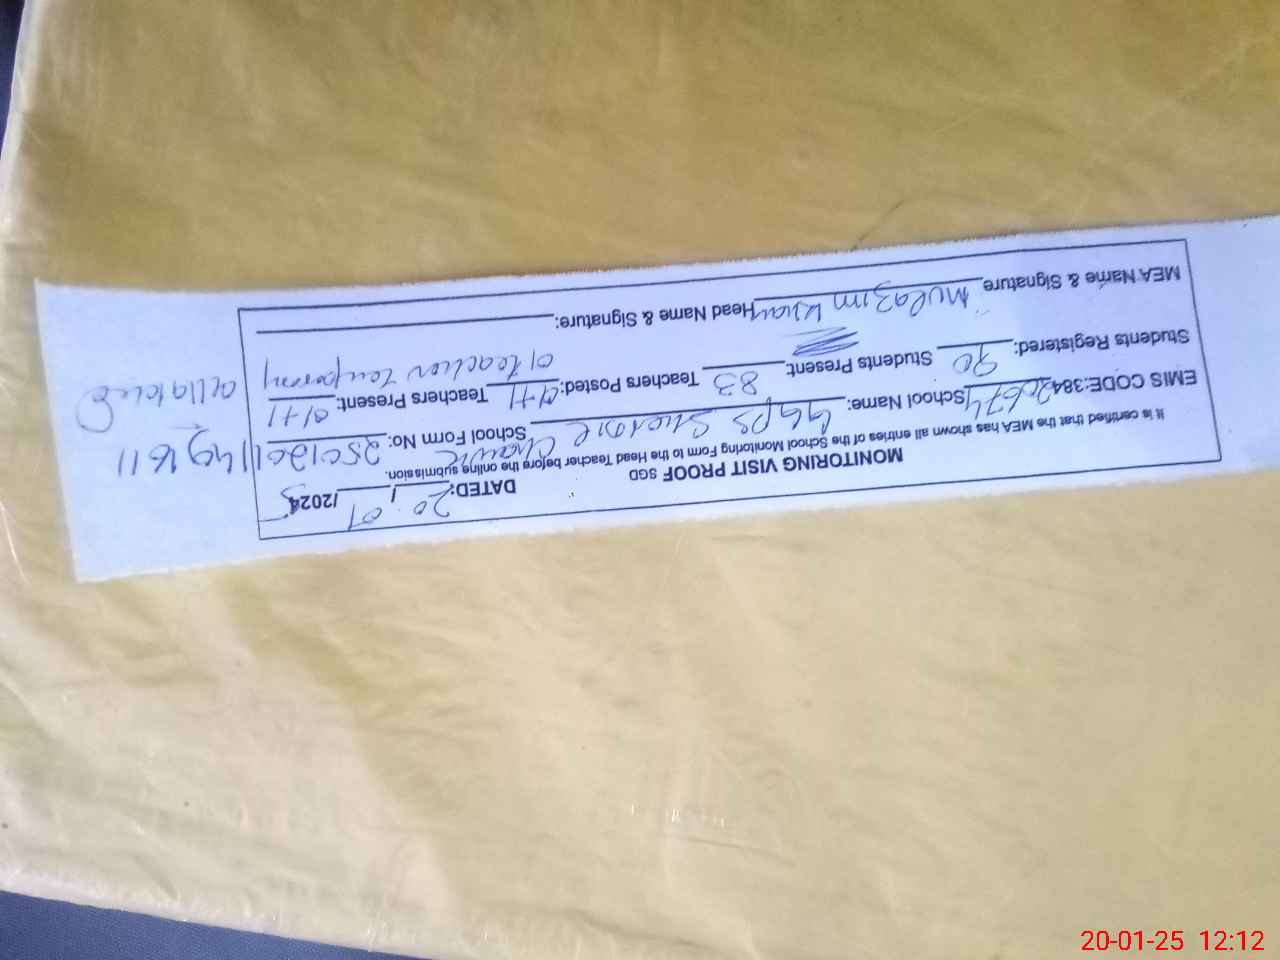 MONITORING VISIT PROOF SGD DATED: 20/01/2025
It is certified that the MEA has shown all entries of the School Monitoring Form to the Head Teacher before the online submission.
EMIS CODE:384 School Name: GGPS Chawk School Form No:
Students Registered: 90 Students Present: 83 Teachers Posted: 01+1 Teachers Present: 01+1
01 teacher
MEA Name & Signature Mulazim Head Name & Signature:
20-01-25 12:12